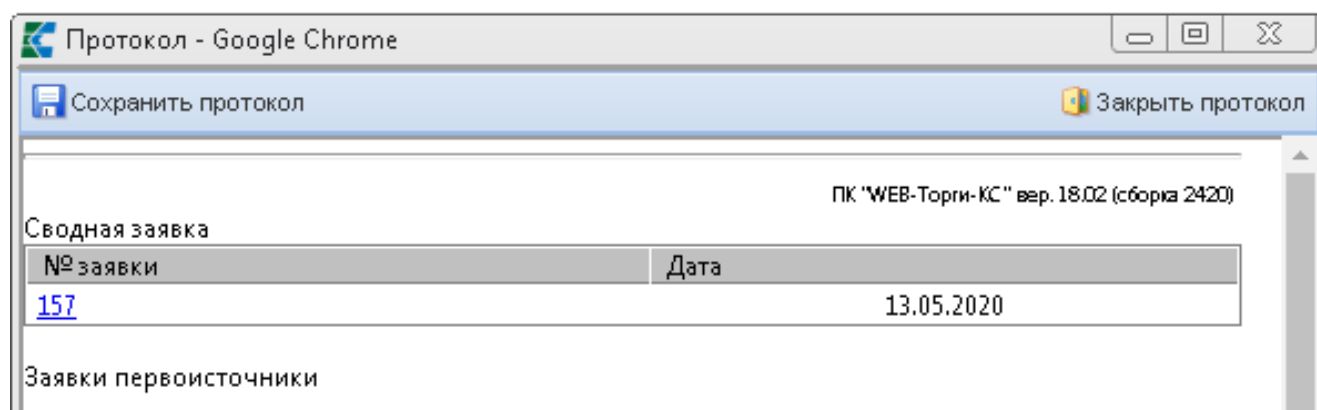 Протокол - Google Chrome
Сохранить протокол Закрыть протокол
ПК "WEB-Торги-КС" вер. 18.02 (сборка 2420)
Сводная заявка
№ заявки Дата
157 13.05.2020
Заявки первоисточники